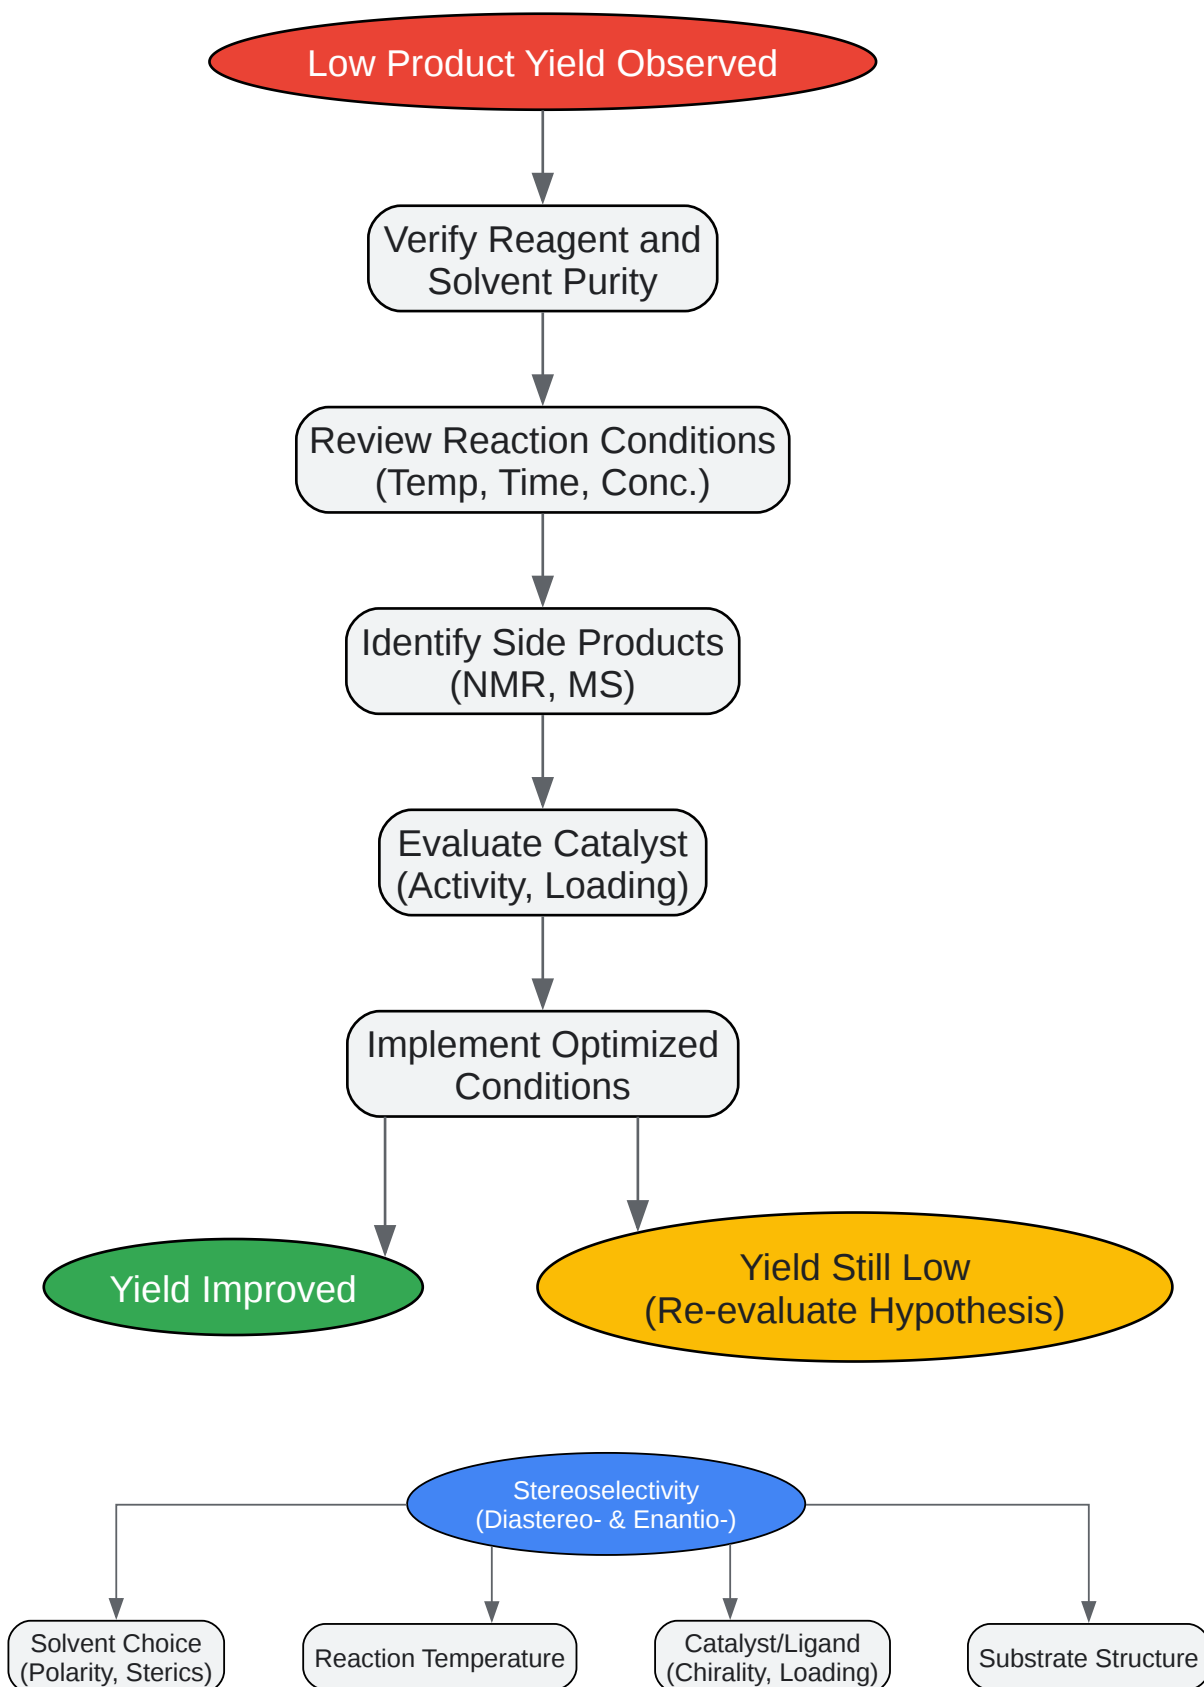 Low Product Yield Observed
Verify Reagent and
Solvent Purity
Review Reaction Conditions
(Temp, Time, Conc.)
Identify Side Products
(NMR, MS)
Evaluate Catalyst
(Activity, Loading)
Implement Optimized
Conditions
Yield Improved
Yield Still Low
(Re-evaluate Hypothesis)
Stereoselectivity
(Diastereo- & Enantio-)
Solvent Choice
(Polarity, Sterics)
Reaction Temperature
Catalyst/Ligand
(Chirality, Loading)
Substrate Structure